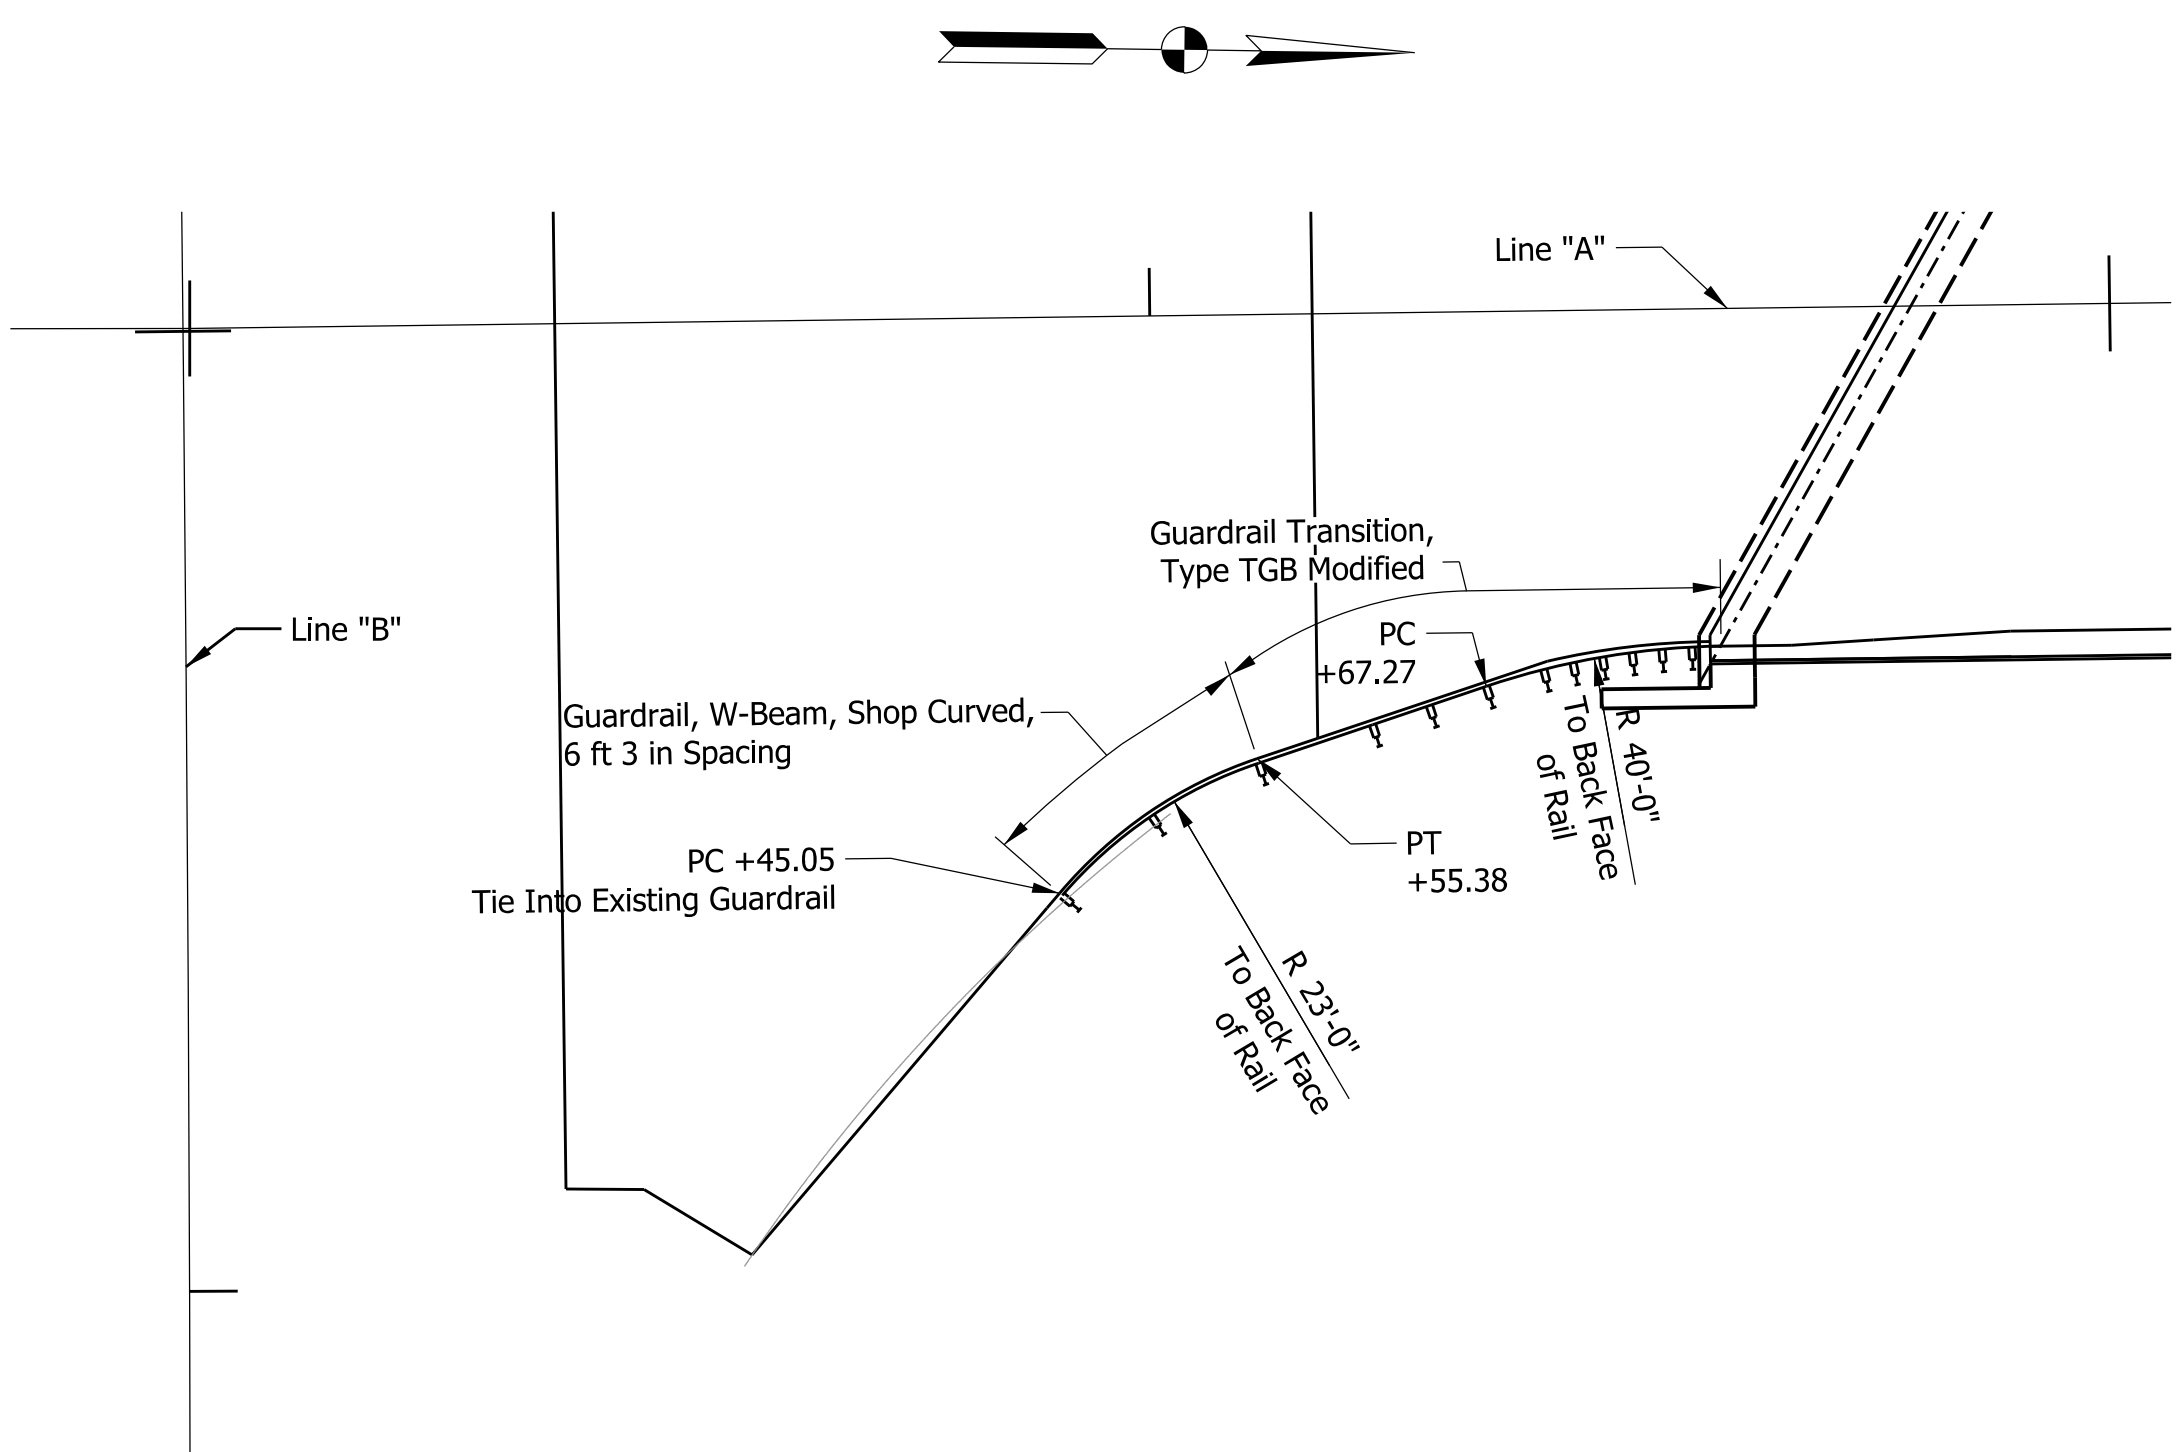 Line "A"
Guardrail Transition,
Type TGB Modified
Line "B"
PC
+67.27
Guardrail, W-Beam, Shop Curved,
6 ft 3 in Spacing
R 40'-0"
To Back Face
of Rail
PC +45.05
Tie Into Existing Guardrail
PT
+55.38
R 23'-0"
To Back Face
of Rail